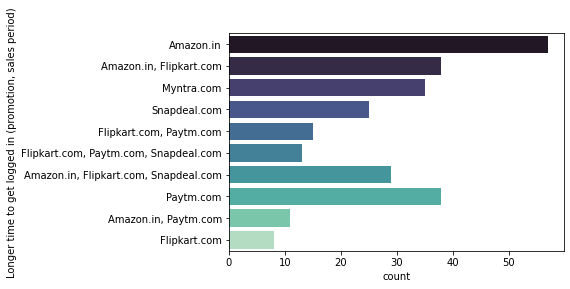 Longer time to get logged in (promotion, sales period)
Amazon.in
Amazon.in, Flipkart.com
Myntra.com
Snapdeal.com
Flipkart.com, Paytm.com
Flipkart.com, Paytm.com, Snapdeal.com
Amazon.in, Flipkart.com, Snapdeal.com
Paytm.com
Amazon.in, Paytm.com
Flipkart.com
0 10 20 30 40 50
count